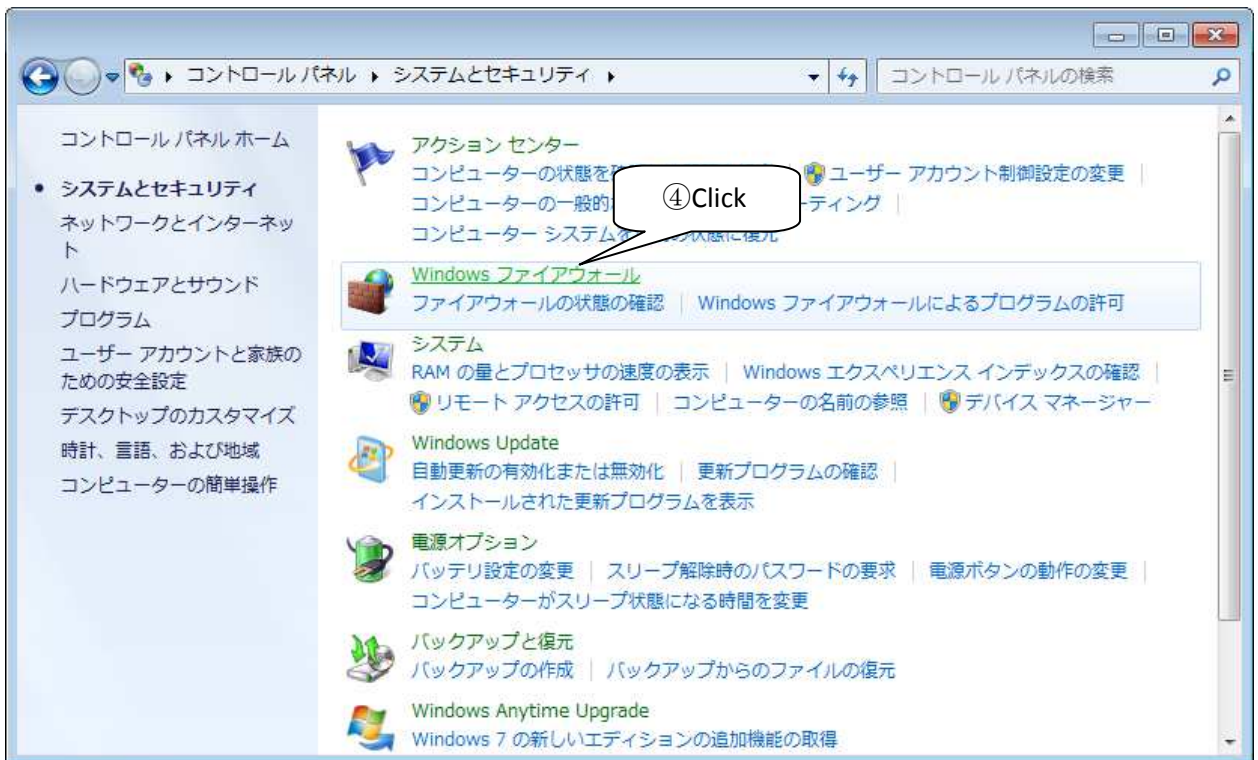 コントロール パネル ▸ システムとセキュリティ ▸
コントロール パネルの検索
コントロール パネル ホーム
• システムとセキュリティ
ネットワークとインターネッ
ト
ハードウェアとサウンド
プログラム
ユーザー アカウントと家族の
ための安全設定
デスクトップのカスタマイズ
時計、言語、および地域
コンピューターの簡単操作
アクション センター
コンピューターの状態を
ユーザー アカウント制御設定の変更
コンピューターの一般的
ーティング
コンピューター システム
の状態に復元
④Click
Windows ファイアウォール
ファイアウォールの状態の確認 | Windows ファイアウォールによるプログラムの許可
システム
RAM の量とプロセッサの速度の表示 | Windows エクスペリエンス インデックスの確認 |
リモート アクセスの許可 | コンピューターの名前の参照 | デバイス マネージャー
Windows Update
自動更新の有効化または無効化 | 更新プログラムの確認 |
インストールされた更新プログラムを表示
電源オプション
バッテリ設定の変更 | スリープ解除時のパスワードの要求 | 電源ボタンの動作の変更 |
コンピューターがスリープ状態になる時間を変更
バックアップと復元
バックアップの作成 | バックアップからのファイルの復元
Windows Anytime Upgrade
Windows 7 の新しいエディションの追加機能の取得